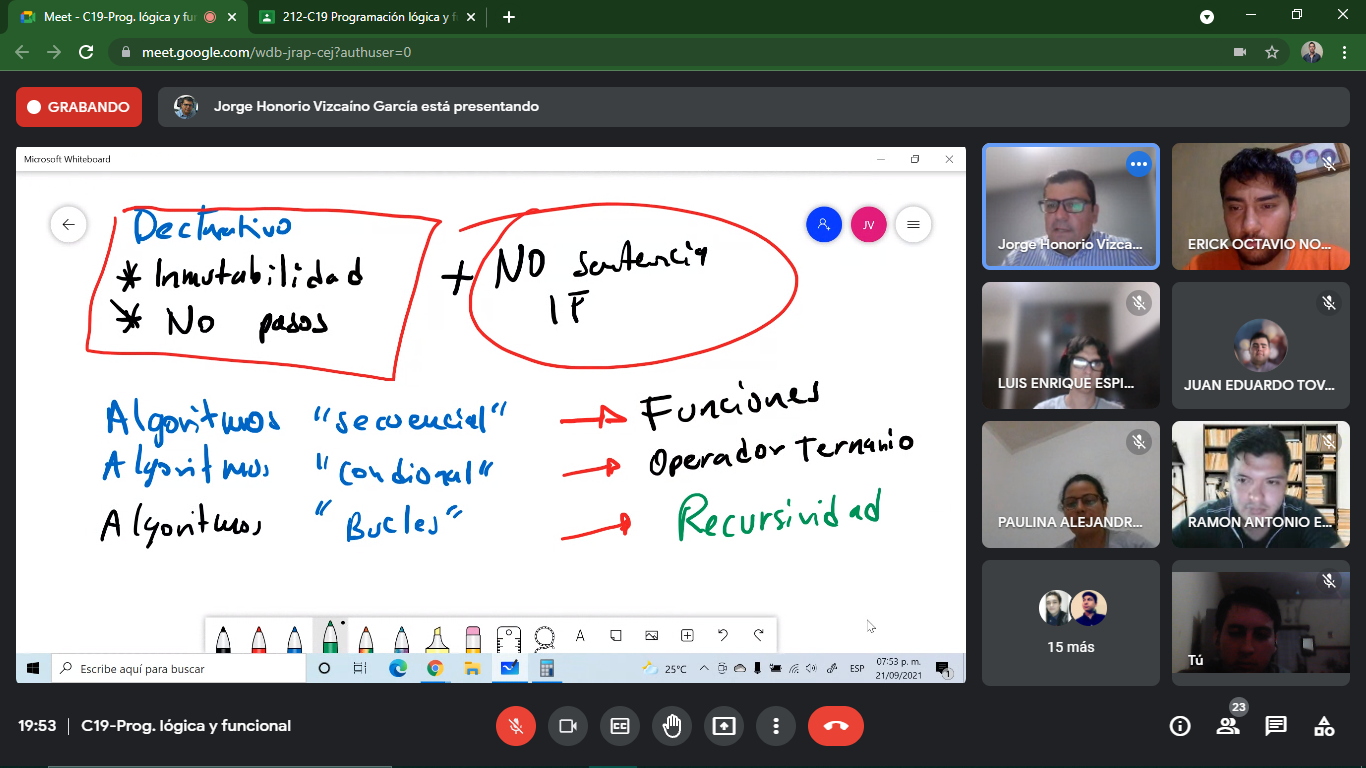 Meet - C19-Prog. lógica y fu
212-C19 Programación lógica y f
meet.google.com/wdb-jrap-cej?authuser=0
GRABANDO
Jorge Honorio Vizcaíno García está presentando
Microsoft Whiteboard
JV
Declarativo
* Inmutabilidad
* No pasos
+ NO sentencia
IF
Algoritmos "secuencial" → Funciones
Algoritmos "condional" → Operador Ternario
Algoritmos "Bucles" → Recursividad
Jorge Honorio Vizca...
ERICK OCTAVIO NO...
LUIS ENRIQUE ESPI...
JUAN EDUARDO TOV...
PAULINA ALEJANDR...
RAMON ANTONIO E...
15 más
Tú
A
Escribe aquí para buscar
25°C
ESP
07:53 p. m.
21/09/2021
1
19:53 | C19-Prog. lógica y funcional
23